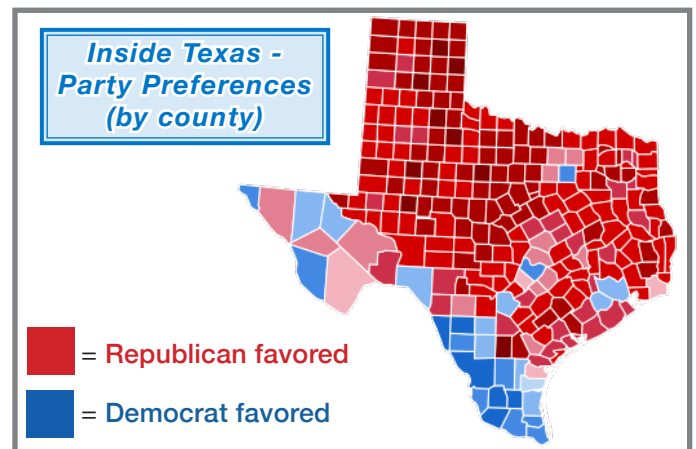 Inside Texas -
Party Preferences
(by county)
= Republican favored
= Democrat favored